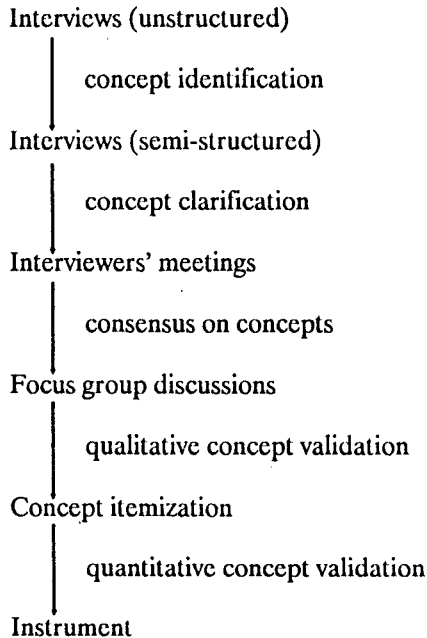 Interviews (unstructured)
concept identification
Interviews (semi-structured)
concept clarification
Interviewers' meetings
consensus on concepts
Focus group discussions
qualitative concept validation
Concept itemization
quantitative concept validation
Instrument